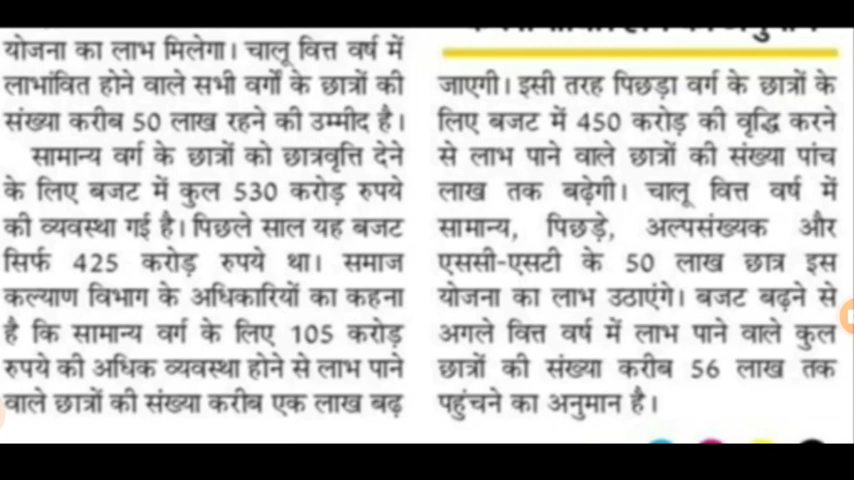 योजना का लाभ मिलेगा। चालू वित्त वर्ष में
लाभांवित होने वाले सभी वर्गों के छात्रों की
संख्या करीब 50 लाख रहने की उम्मीद है।
सामान्य वर्ग के छात्रों को छात्रवृत्ति देने
के लिए बजट में कुल 530 करोड़ रुपये
की व्यवस्था गई है। पिछले साल यह बजट
सिर्फ 425 करोड़ रुपये था। समाज
कल्याण विभाग के अधिकारियों का कहना
है कि सामान्य वर्ग के लिए 105 करोड़
रुपये की अधिक व्यवस्था होने से लाभ पाने
वाले छात्रों की संख्या करीब एक लाख बढ़
जाएगी। इसी तरह पिछड़ा वर्ग के छात्रों के
लिए बजट में 450 करोड़ की वृद्धि करने
से लाभ पाने वाले छात्रों की संख्या पांच
लाख तक बढ़ेगी। चालू वित्त वर्ष में
सामान्य, पिछड़े, अल्पसंख्यक और
एससी-एसटी के 50 लाख छात्र इस
योजना का लाभ उठाएंगे। बजट बढ़ने से
अगले वित्त वर्ष में लाभ पाने वाले कुल
छात्रों की संख्या करीब 56 लाख तक
पहुंचने का अनुमान है।